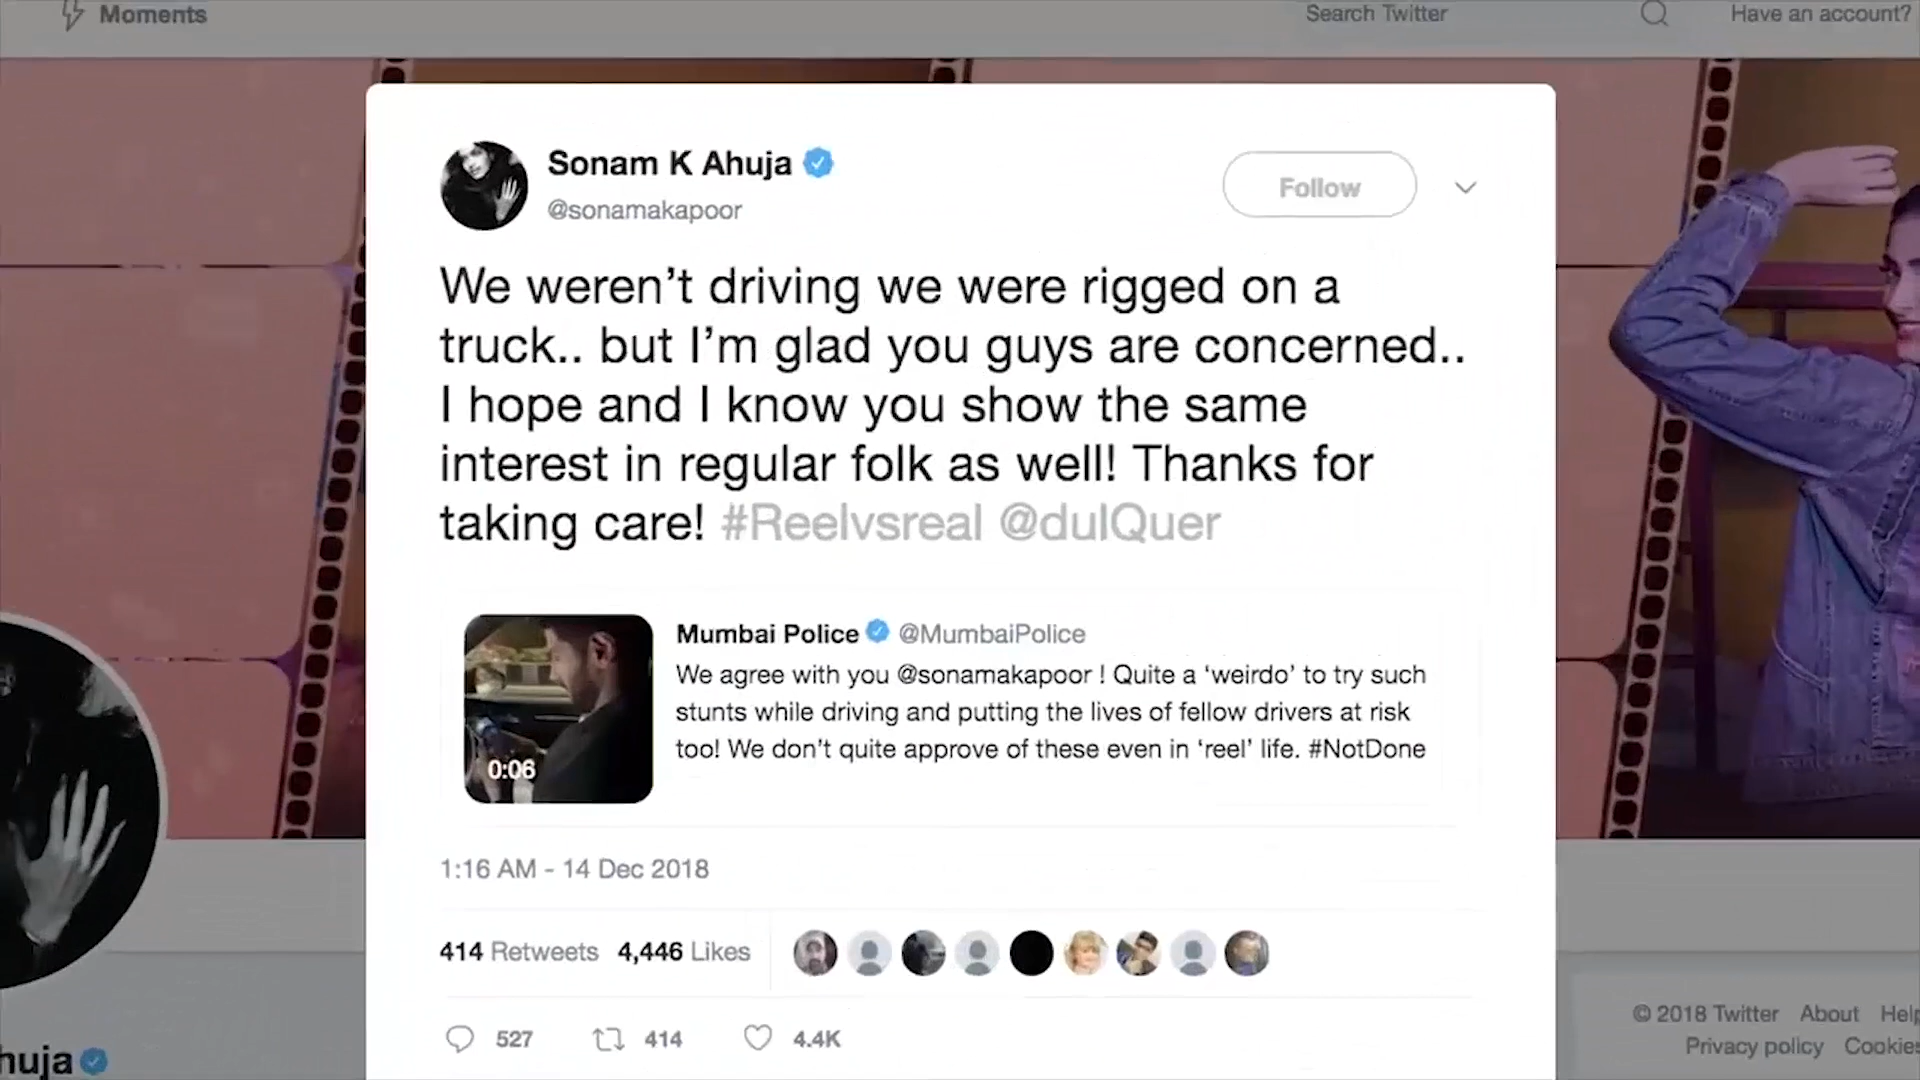 Moments
Search Twitter
Have an account?
Sonam K Ahuja
@sonamakapoor
Follow
We weren't driving we were rigged on a
truck.. but I'm glad you guys are concerned..
I hope and I know you show the same
interest in regular folk as well! Thanks for
taking care! #Reelvsreal @dulQuer
Mumbai Police @MumbaiPolice
We agree with you @sonamakapoor ! Quite a 'weirdo' to try such
stunts while driving and putting the lives of fellow drivers at risk
too! We don't quite approve of these even in 'reel' life. #NotDone
0:06
1:16 AM - 14 Dec 2018
414 Retweets 4,446 Likes
527 414 4.4K
huja
© 2018 Twitter About Help
Privacy policy Cookies